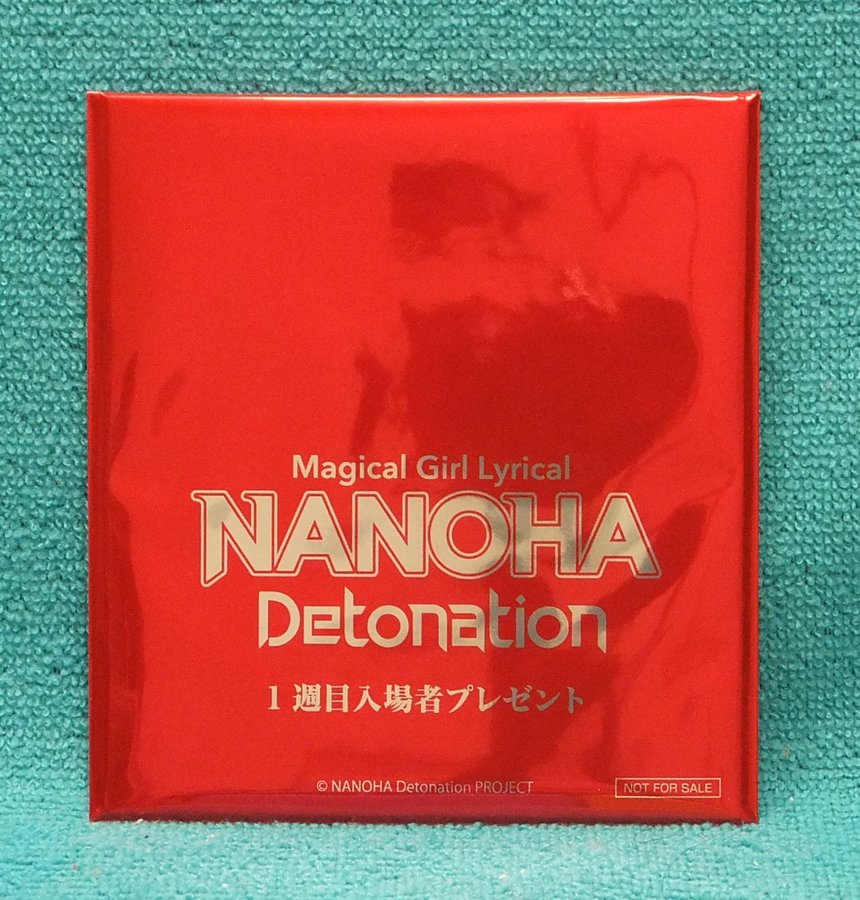 Magical Girl Lyrical
NANOHA
Detonation
1週目入場者プレゼント
© NANOHA Detonation PROJECT
NOT FOR SALE